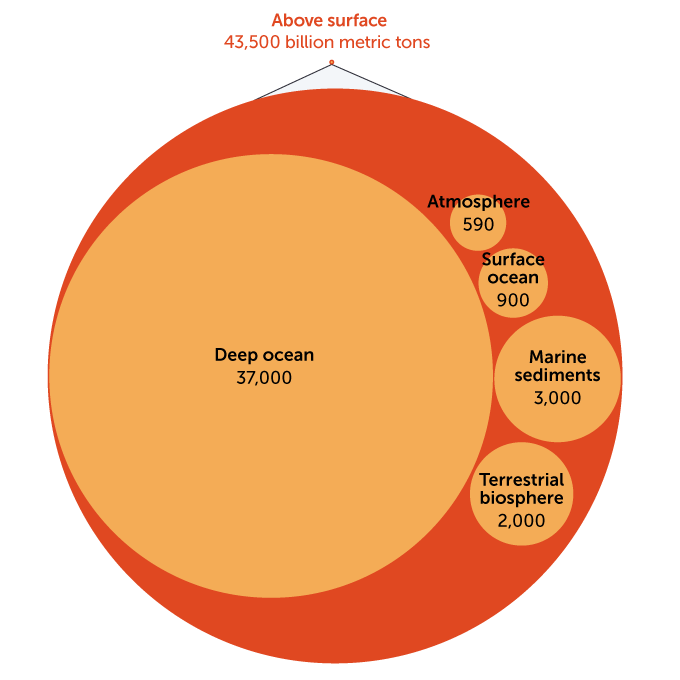 Above surface
43,500 billion metric tons
Atmosphere
590
Surface
ocean
900
Deep ocean
37,000
Marine
sediments
3,000
Terrestrial
biosphere
2,000